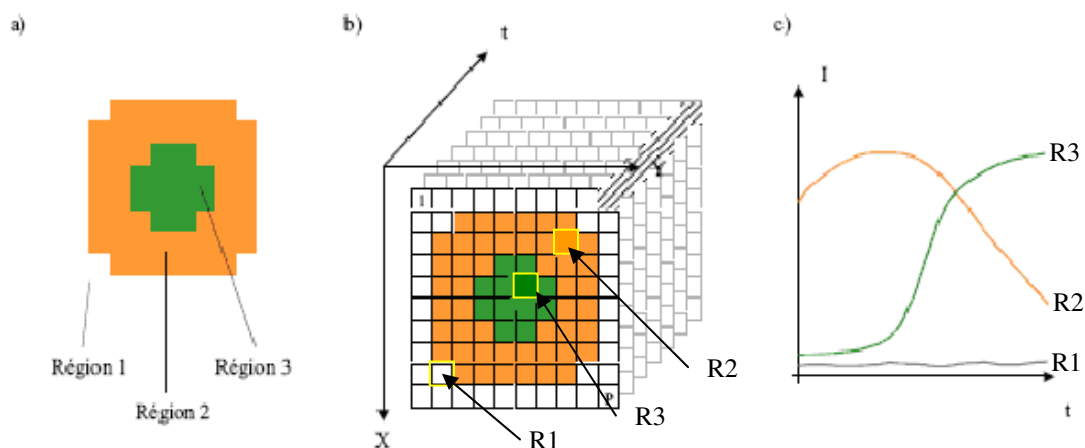 a)
b)
c)
t
I
Y
1
R3
Région 1
Région 3
Région 2
R2
R2
R1
P
R3
X
R1
t